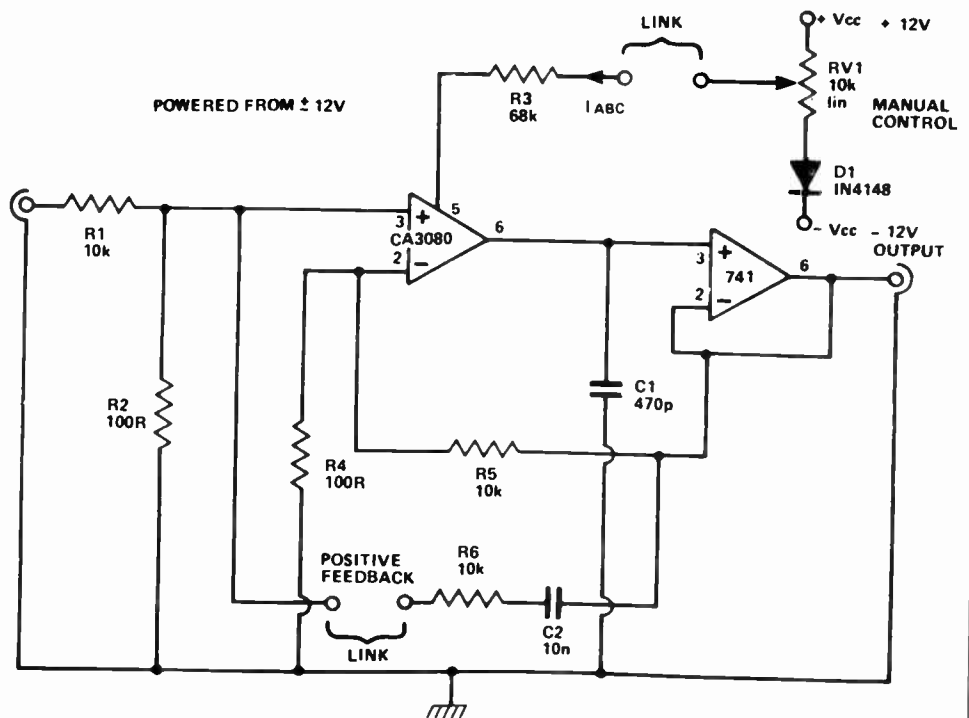 LINK
+ Vcc + 12V
RV1
10k
lin
MANUAL
CONTROL
R3
68k
I ABC
POWERED FROM ± 12V
D1
IN4148
- Vcc - 12V
OUTPUT
R1
10k
3
+
5
CA3080
6
2
−
3
+
741
6
2
−
R2
100R
C1
470p
R4
100R
R5
10k
POSITIVE
FEEDBACK
R6
10k
C2
10n
LINK